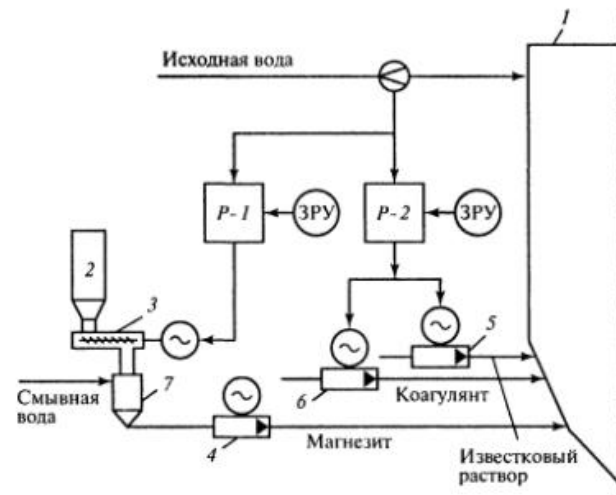 1
Исходная вода
P-1
ЗРУ
P-2
ЗРУ
2
3
5
Смывная
вода
7
6
Коагулянт
4
Магнезит
Известковый
раствор